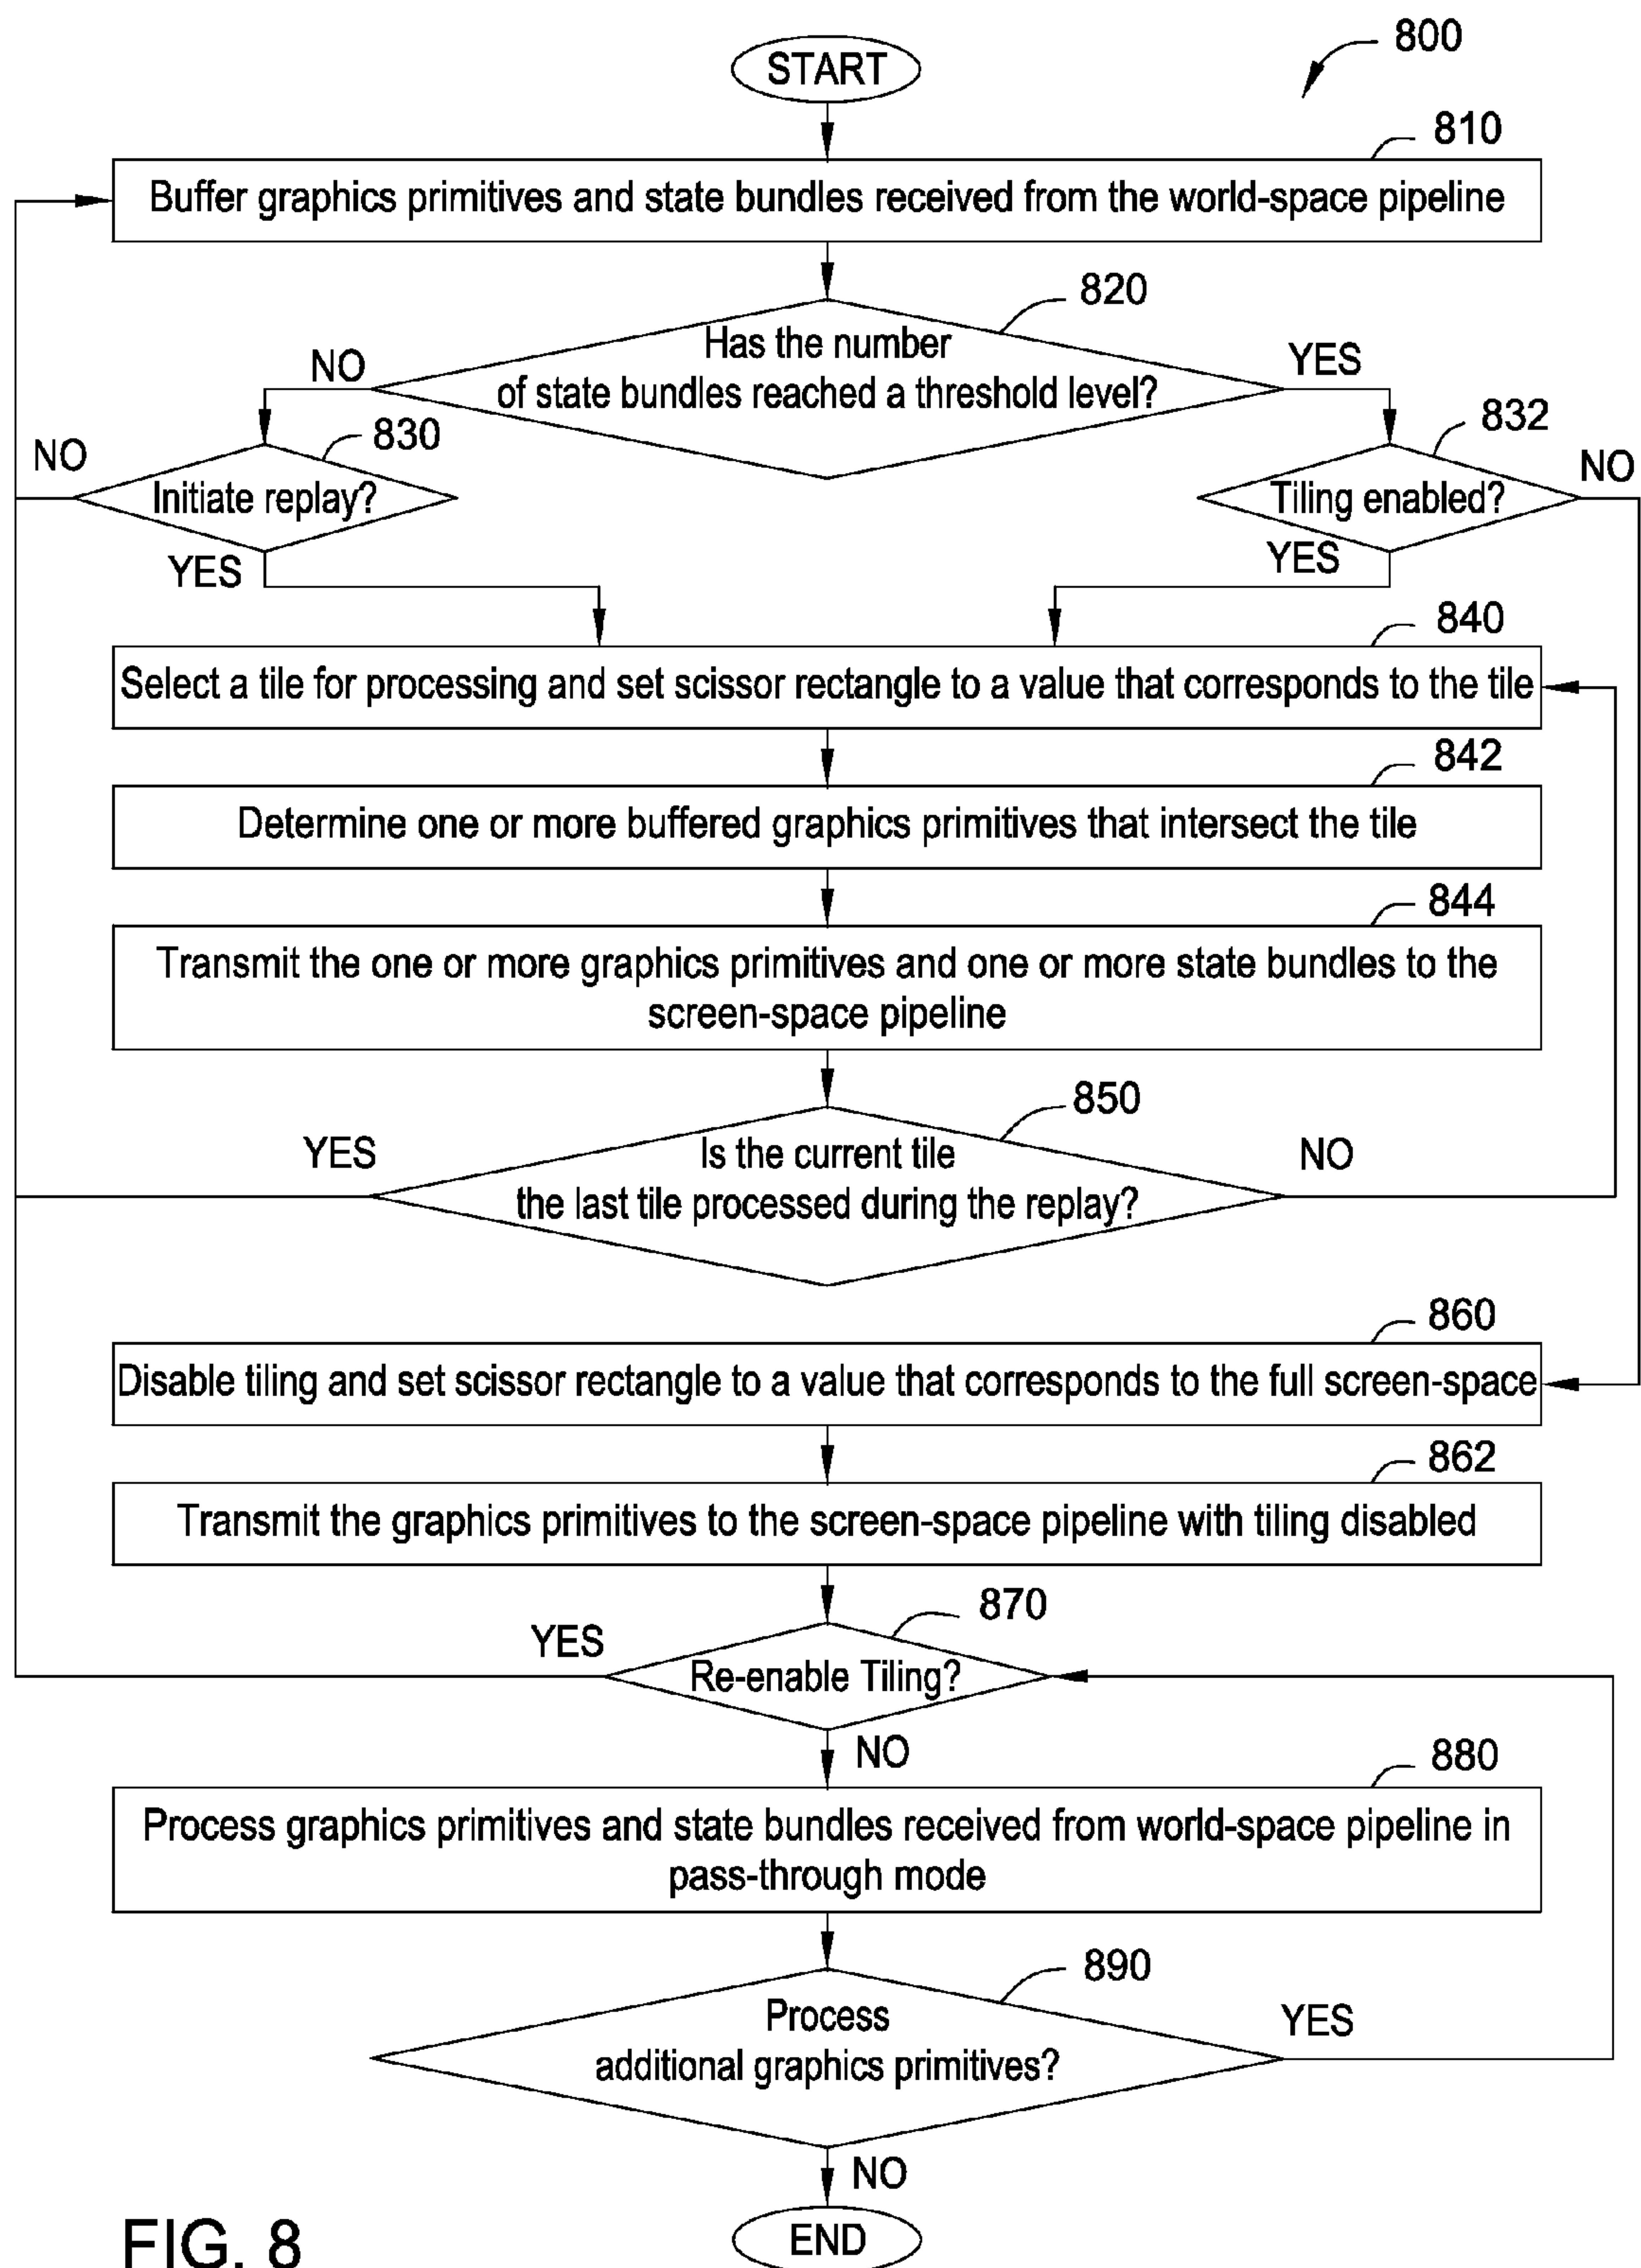 800
START
810
Buffer graphics primitives and state bundles received from the world-space pipeline
820
Has the number
of state bundles reached a threshold level?
NO
YES
830
832
NO
Initiate replay?
Tiling enabled?
NO
YES
YES
840
Select a tile for processing and set scissor rectangle to a value that corresponds to the tile
842
Determine one or more buffered graphics primitives that intersect the tile
844
Transmit the one or more graphics primitives and one or more state bundles to the
screen-space pipeline
850
YES
Is the current tile
the last tile processed during the replay?
NO
860
Disable tiling and set scissor rectangle to a value that corresponds to the full screen-space
862
Transmit the graphics primitives to the screen-space pipeline with tiling disabled
870
YES
Re-enable Tiling?
NO
880
Process graphics primitives and state bundles received from world-space pipeline in
pass-through mode
890
Process
additional graphics primitives?
YES
NO
END
FIG. 8